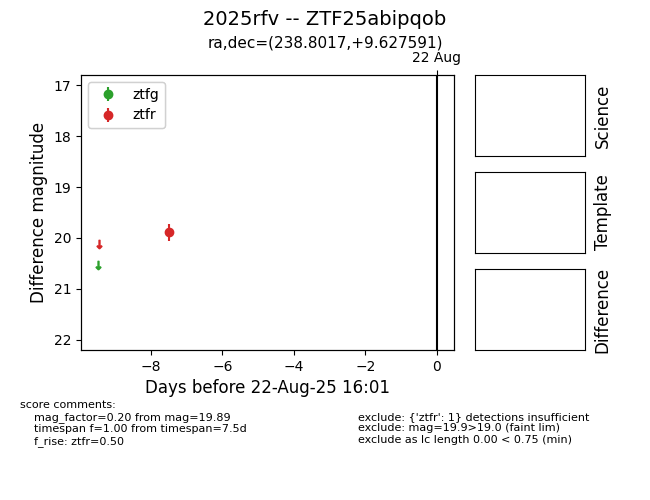 2025rfv -- ZTF25abipqob
ra,dec=(238.8017,+9.627591)
22 Aug
ztfg
ztfr
17
18
19
20
21
22
Difference magnitude
−8
−6
−4
−2
0
Days before 22-Aug-25 16:01
Science
Template
Difference
score comments:
mag_factor=0.20 from mag=19.89
timespan f=1.00 from timespan=7.5d
f_rise: ztfr=0.50
exclude: {'ztfr': 1} detections insufficient
exclude: mag=19.9>19.0 (faint lim)
exclude as lc length 0.00 < 0.75 (min)